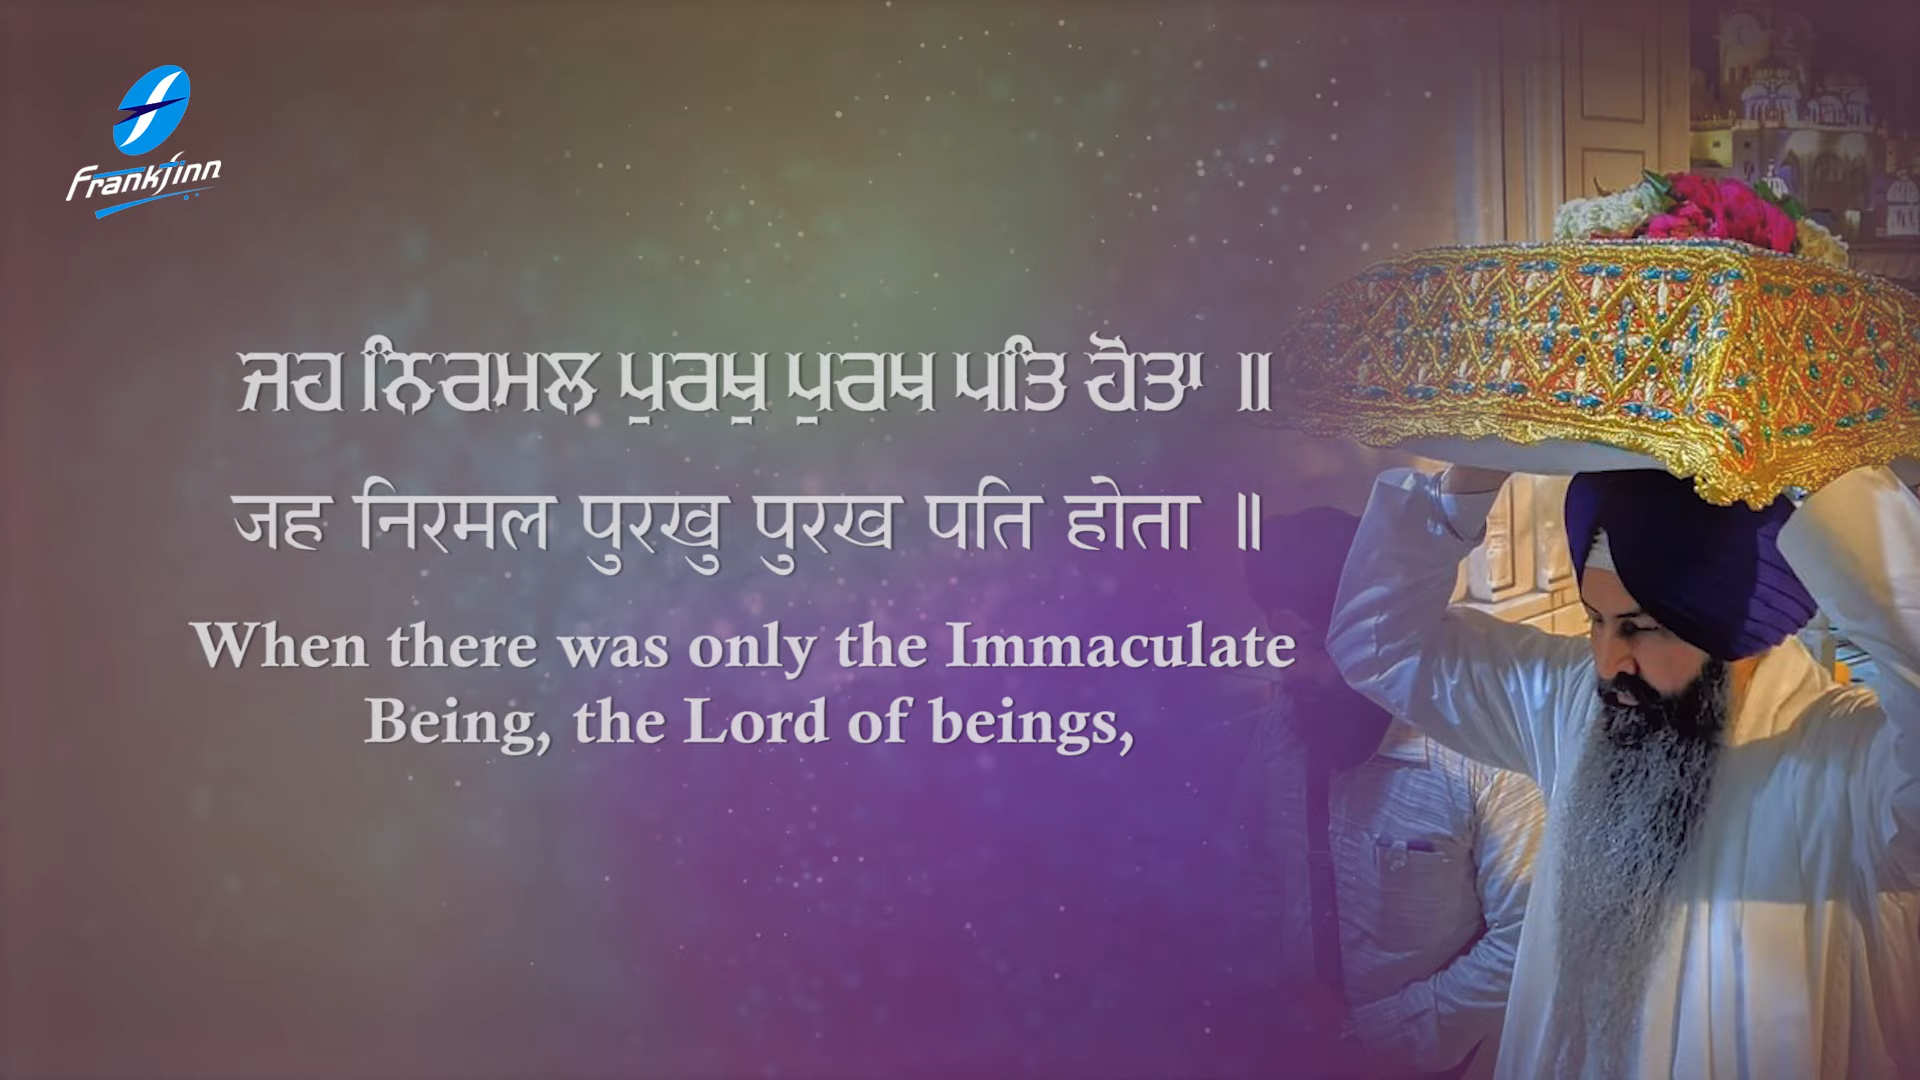 Frankfinn
ਜਹ ਨਿਰਮਲ ਪੁਰਖੁ ਪੁਰਖ ਪਤਿ ਹੋਤਾ ॥
जह निरमल पुरखु पुरख पति होता ॥
When there was only the Immaculate
Being, the Lord of beings,